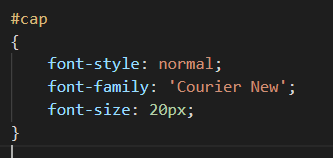 #cap
{
    font-style: normal;
    font-family: 'Courier New';
    font-size: 20px;
}